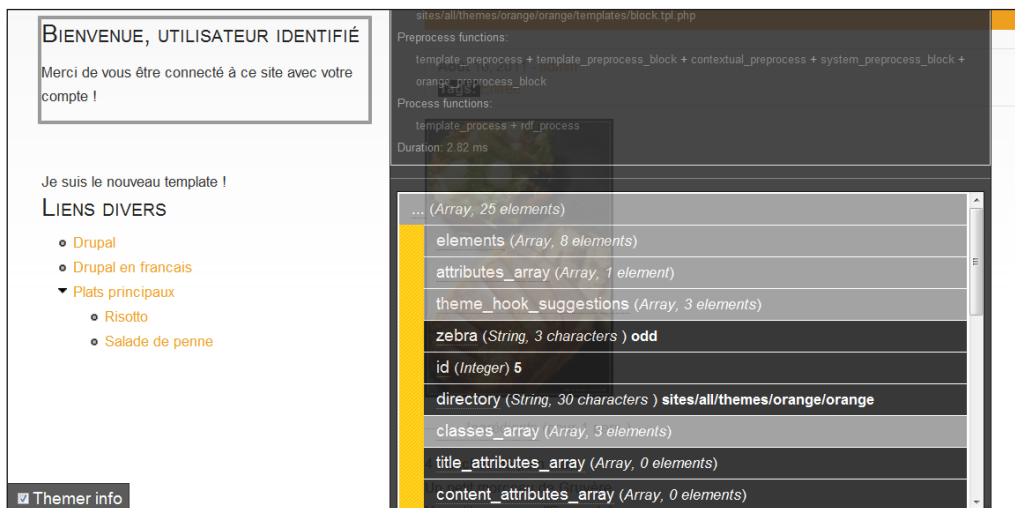 BIENVENUE, UTILISATEUR IDENTIFIÉ
Merci de vous être connecté à ce site avec votre
compte !
Je suis le nouveau template !
LIENS DIVERS
Drupal
Drupal en francais
Plats principaux
Risotto
Salade de penne
Themer info
sites/all/themes/orange/orange/templates/block.tpl.php
Preprocess functions:
template_preprocess + template_preprocess_block + contextual_preprocess + system_preprocess_block +
orange_preprocess_block
Tags:
Process functions:
template_process + rdf_process
Duration: 2.82 ms
... (Array, 25 elements)
elements (Array, 8 elements)
attributes_array (Array, 1 element)
theme_hook_suggestions (Array, 3 elements)
zebra (String, 3 characters ) odd
id (Integer) 5
directory (String, 30 characters ) sites/all/themes/orange/orange
classes_array (Array, 3 elements)
title_attributes_array (Array, 0 elements)
content_attributes_array (Array, 0 elements)